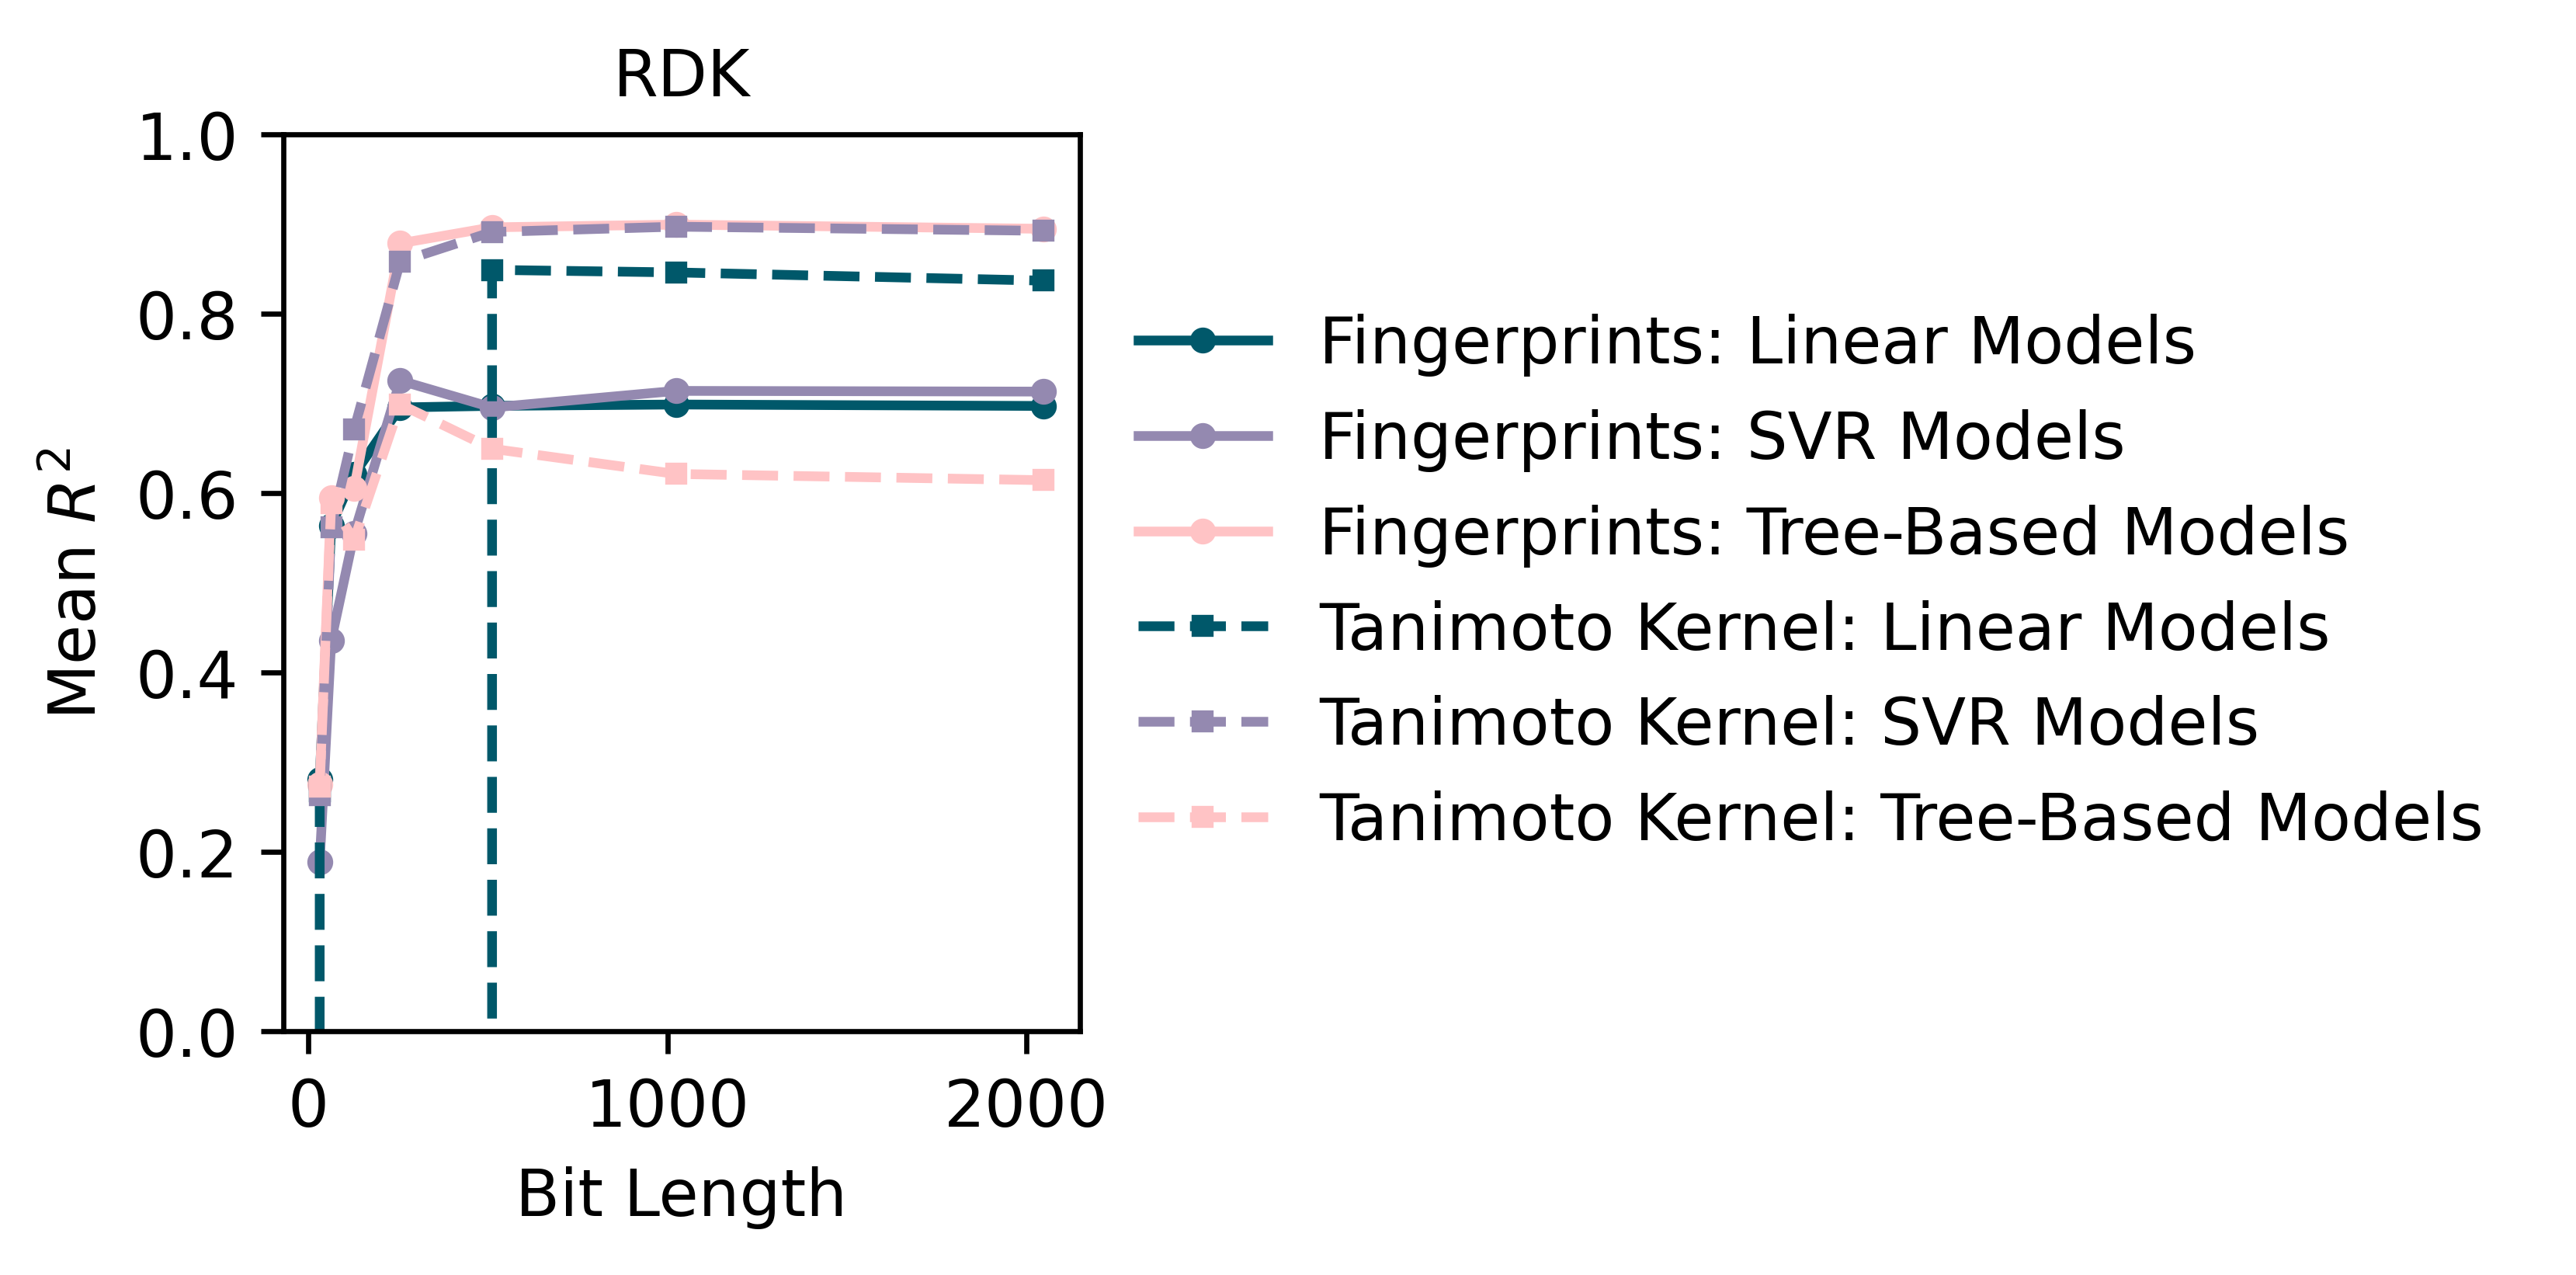 RDK
1.0
0.8
0.6
0.4
0.2
0.0
Mean R²
0 1000 2000
Bit Length
Fingerprints: Linear Models
Fingerprints: SVR Models
Fingerprints: Tree-Based Models
Tanimoto Kernel: Linear Models
Tanimoto Kernel: SVR Models
Tanimoto Kernel: Tree-Based Models